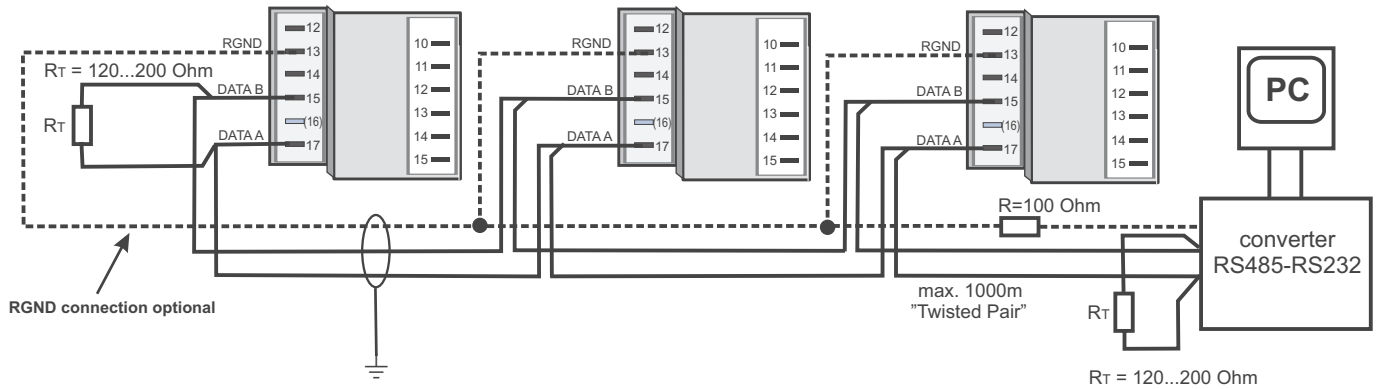 12
RGND
13
14
DATA B
15
(16)
DATA A
17
10
11
12
13
14
15
RT = 120...200 Ohm
RT
12
RGND
13
14
DATA B
15
(16)
DATA A
17
10
11
12
13
14
15
12
RGND
13
14
DATA B
15
(16)
DATA A
17
10
11
12
13
14
15
PC
R=100 Ohm
converter
RS485-RS232
RGND connection optional
max. 1000m
"Twisted Pair"
RT
RT = 120...200 Ohm